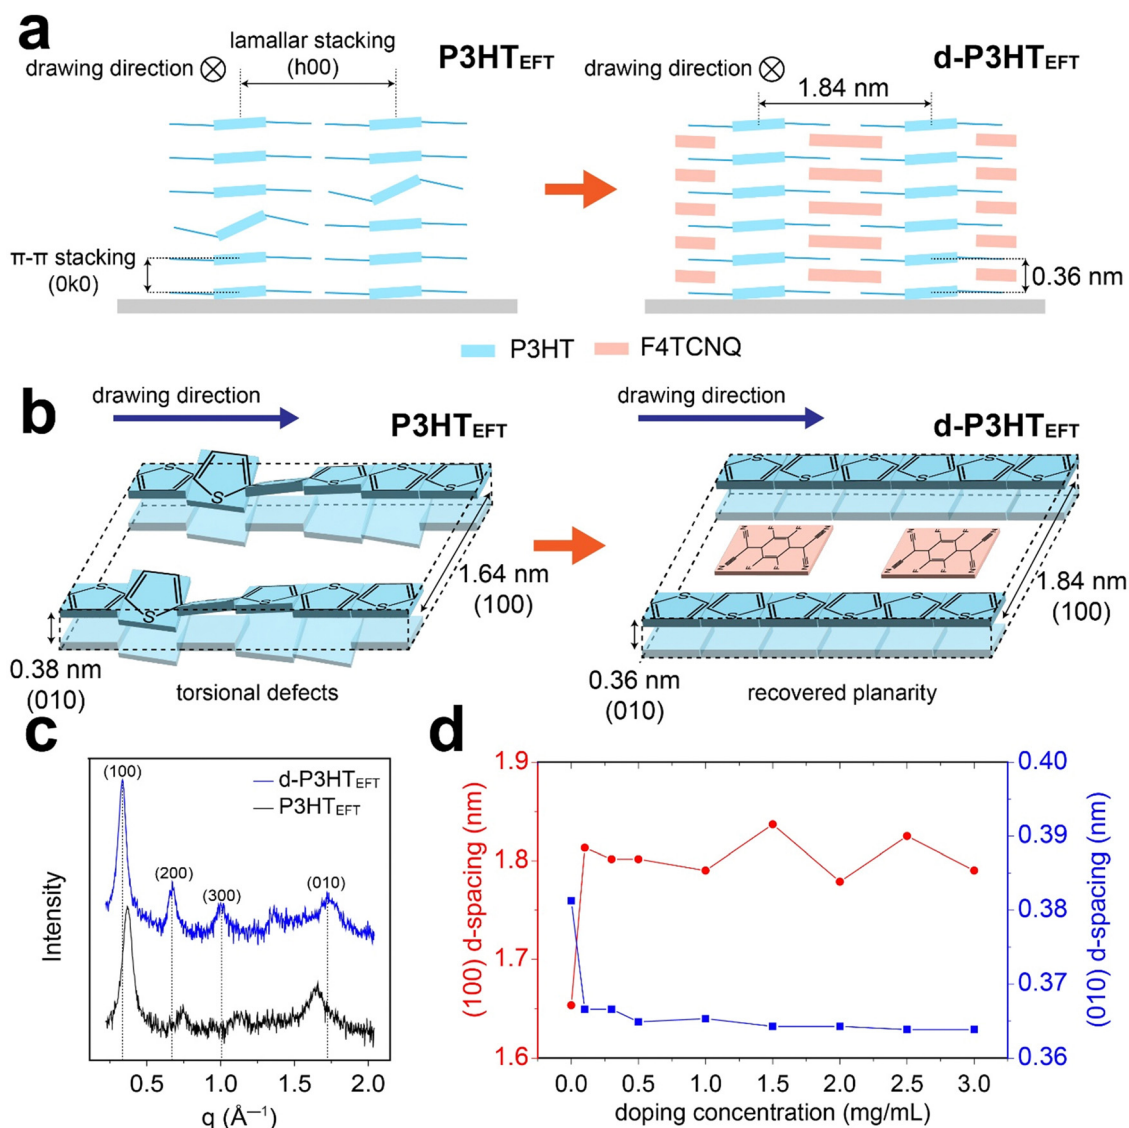 a
lamallar stacking
(h00)
P3HTEFT
drawing direction
π-π stacking
(0k0)
drawing direction
d-P3HTEFT
1.84 nm
0.36 nm
P3HT
F4TCNQ
b
drawing direction
P3HTEFT
S
S
S
S
S
S
S
S
1.64 nm
(100)
0.38 nm
(010)
torsional defects
drawing direction
d-P3HTEFT
1.84 nm
(100)
0.36 nm
(010)
recovered planarity
c
(100)
(200)
(300)
(010)
d-P3HTEFT
P3HTEFT
Intensity
0.5
1.0
1.5
2.0
q (Å⁻¹)
d
(100) d-spacing (nm)
1.9
1.8
1.7
1.6
(010) d-spacing (nm)
0.40
0.39
0.38
0.37
0.36
0.0
0.5
1.0
1.5
2.0
2.5
3.0
doping concentration (mg/mL)